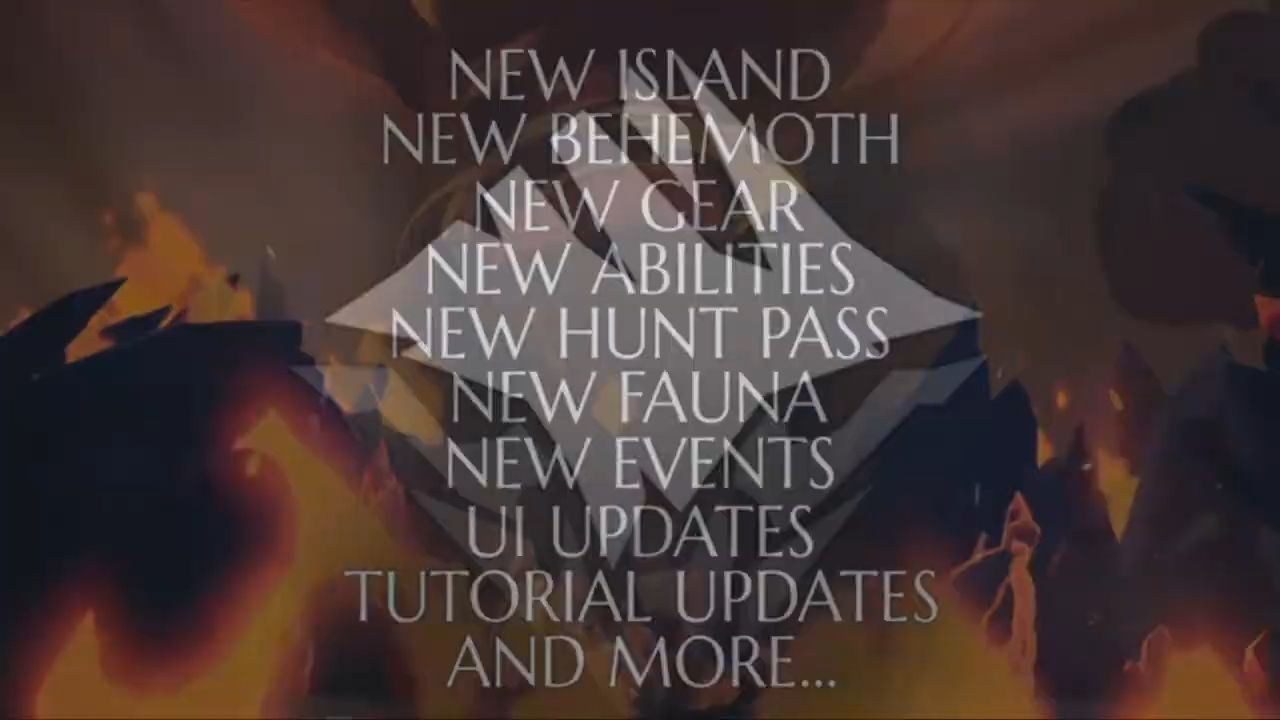 NEW ISLAND
NEW BEHEMOTH
NEW GEAR
NEW ABILITIES
NEW HUNT PASS
NEW FAUNA
NEW EVENTS
UI UPDATES
TUTORIAL UPDATES
AND MORE...